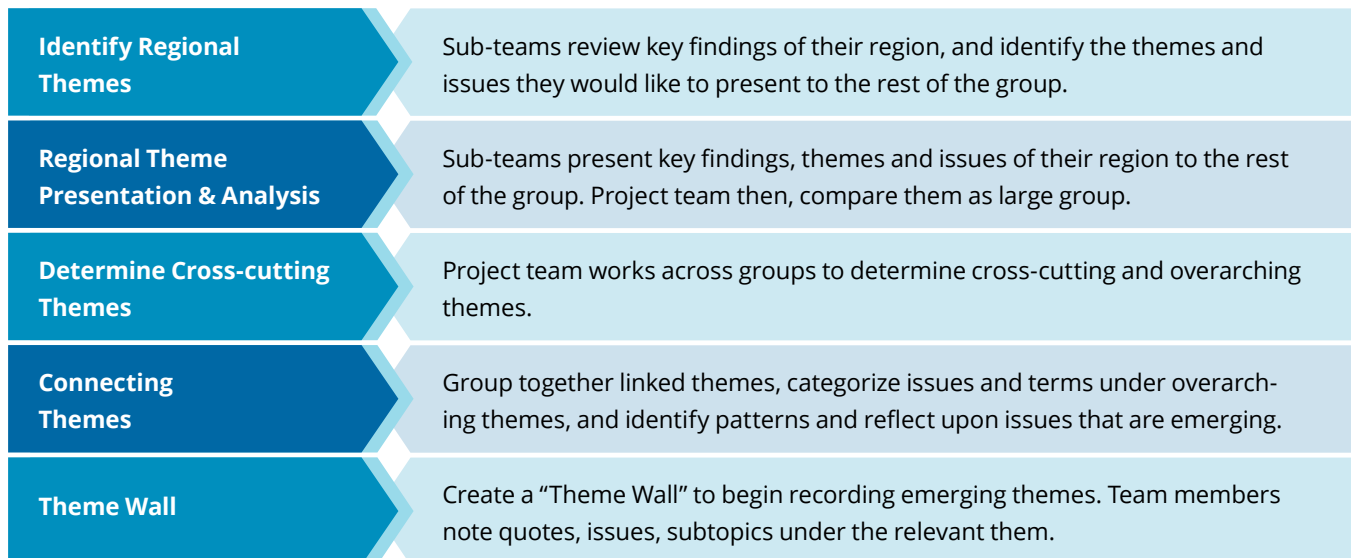 Identify Regional
Themes
Sub-teams review key findings of their region, and identify the themes and
issues they would like to present to the rest of the group.
Regional Theme
Presentation & Analysis
Sub-teams present key findings, themes and issues of their region to the rest
of the group. Project team then, compare them as large group.
Determine Cross-cutting
Themes
Project team works across groups to determine cross-cutting and overarching
themes.
Connecting
Themes
Group together linked themes, categorize issues and terms under overarch-
ing themes, and identify patterns and reflect upon issues that are emerging.
Theme Wall
Create a “Theme Wall” to begin recording emerging themes. Team members
note quotes, issues, subtopics under the relevant them.